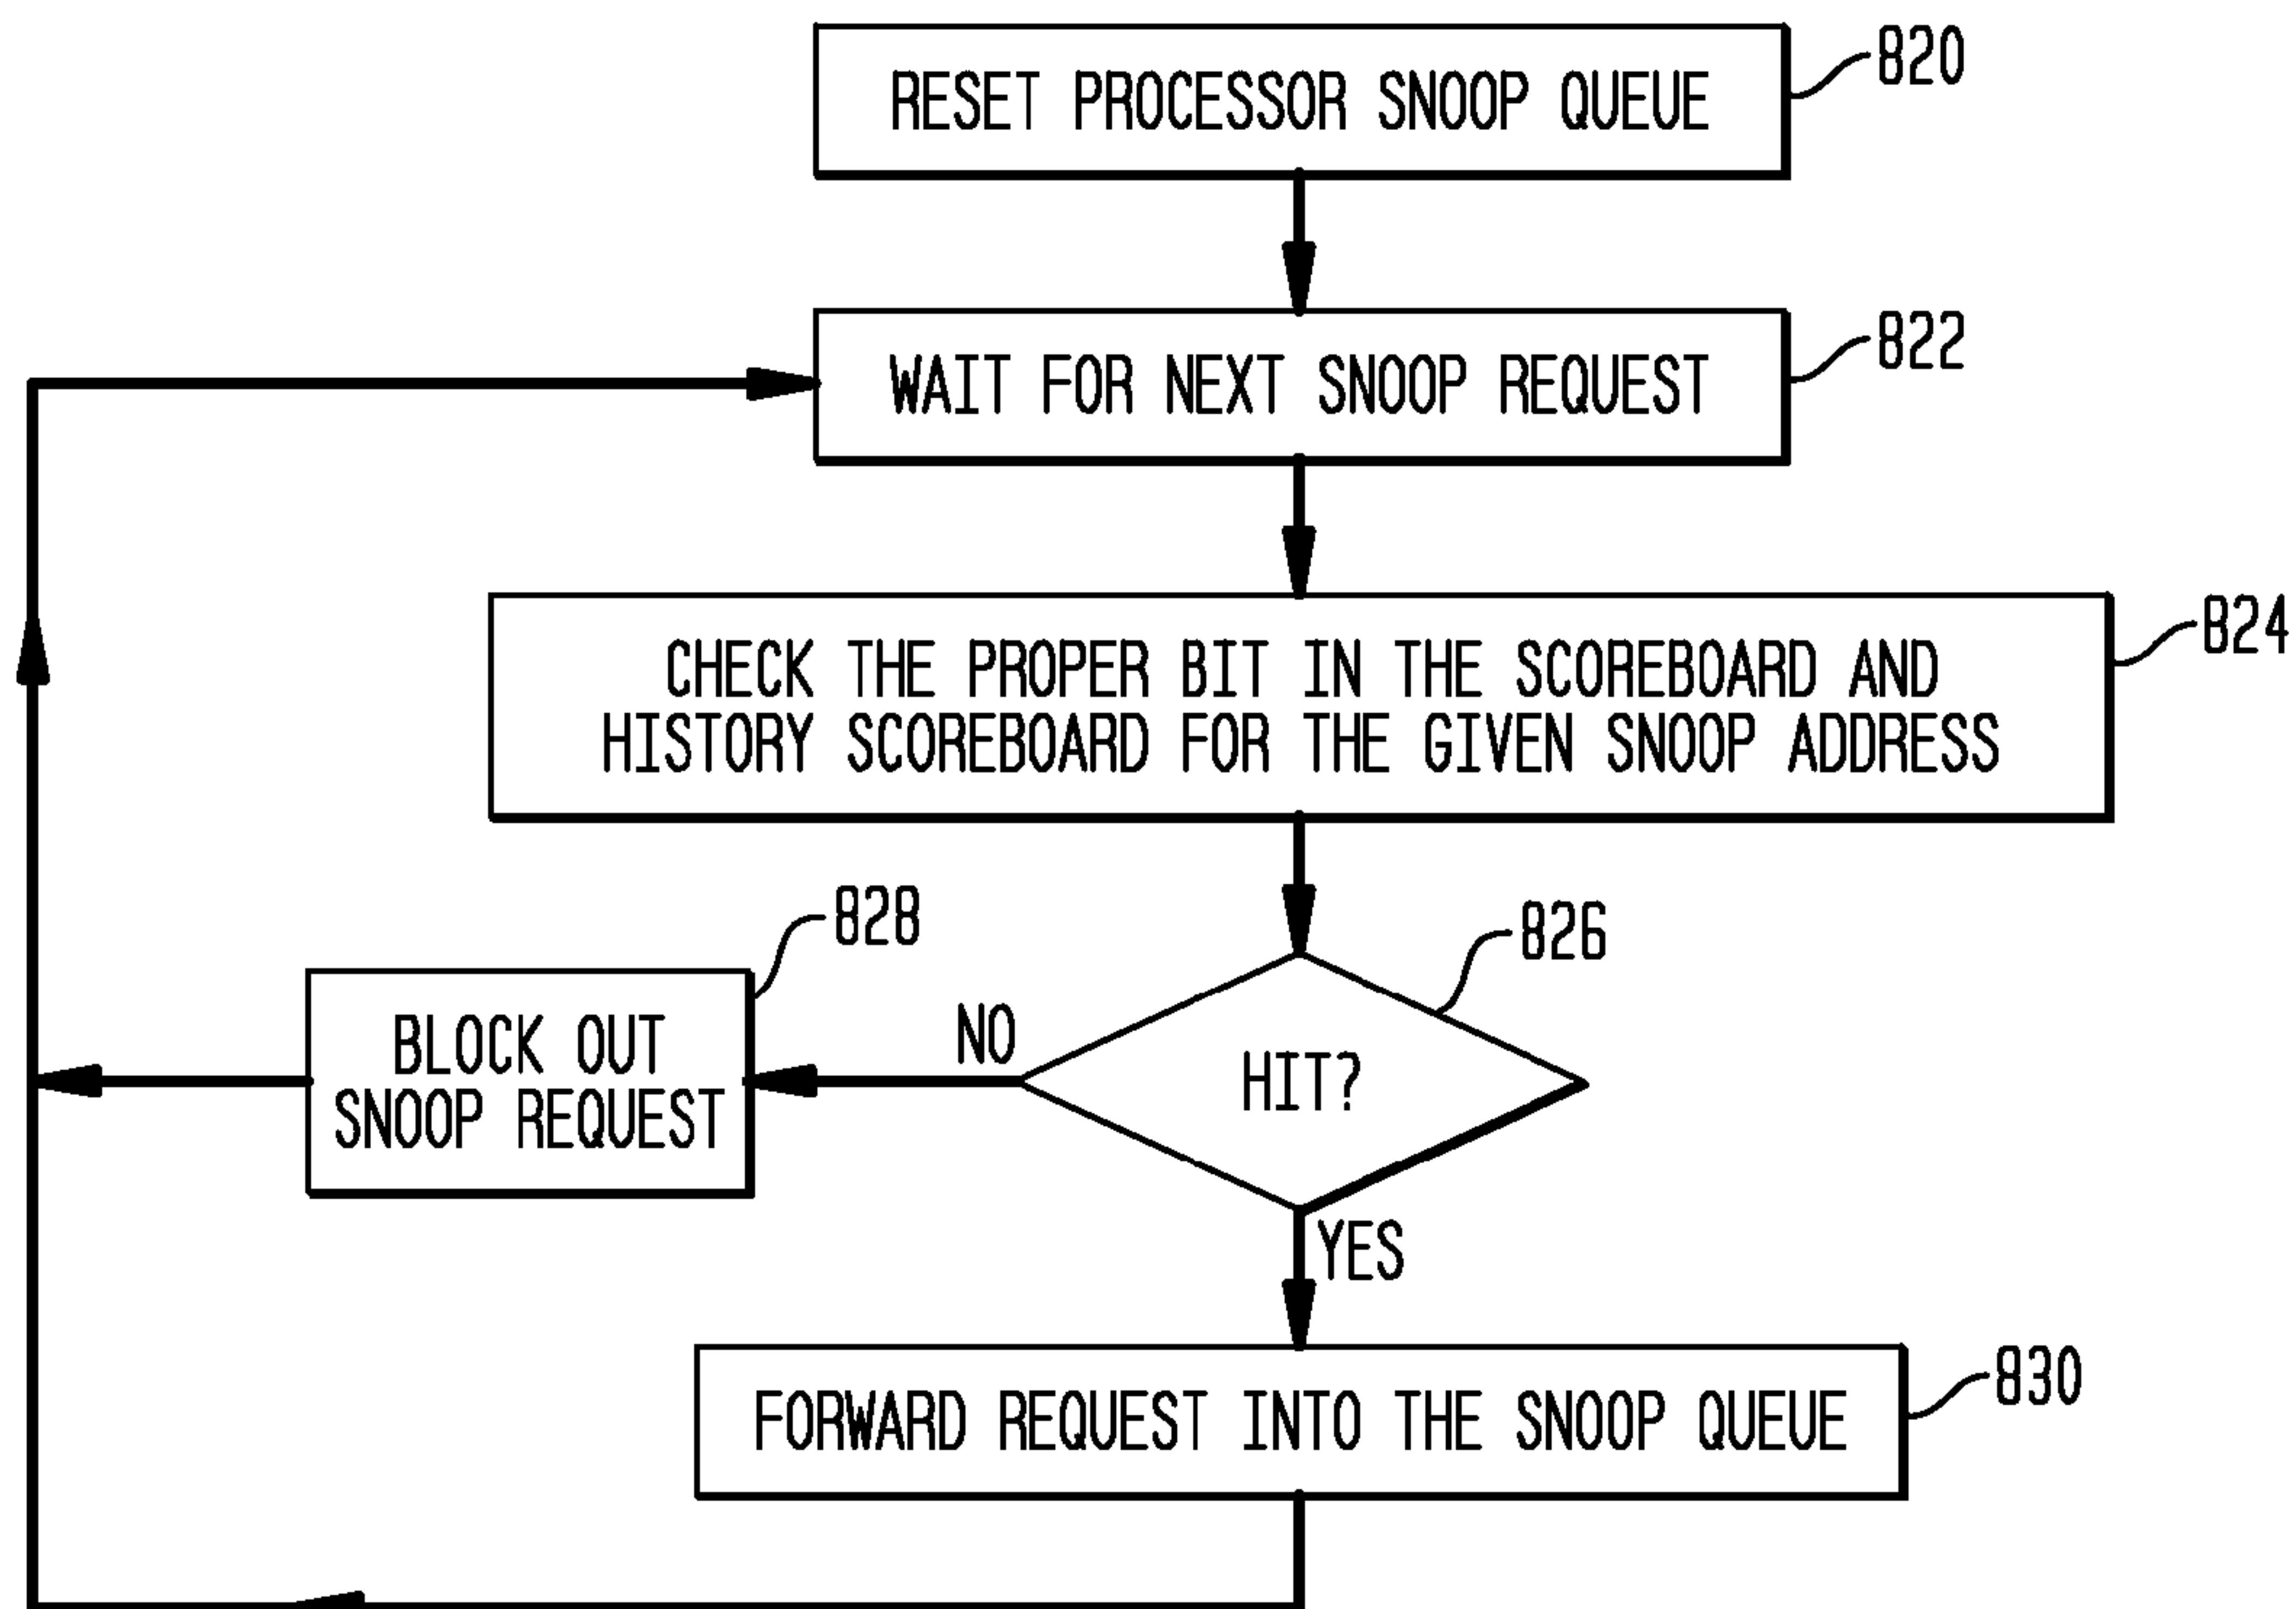 RESET PROCESSOR SNOOP QUEUE
820
WAIT FOR NEXT SNOOP REQUEST
822
CHECK THE PROPER BIT IN THE SCOREBOARD AND
HISTORY SCOREBOARD FOR THE GIVEN SNOOP ADDRESS
824
828
BLOCK OUT
SNOOP REQUEST
NO
826
HIT?
YES
FORWARD REQUEST INTO THE SNOOP QUEUE
830